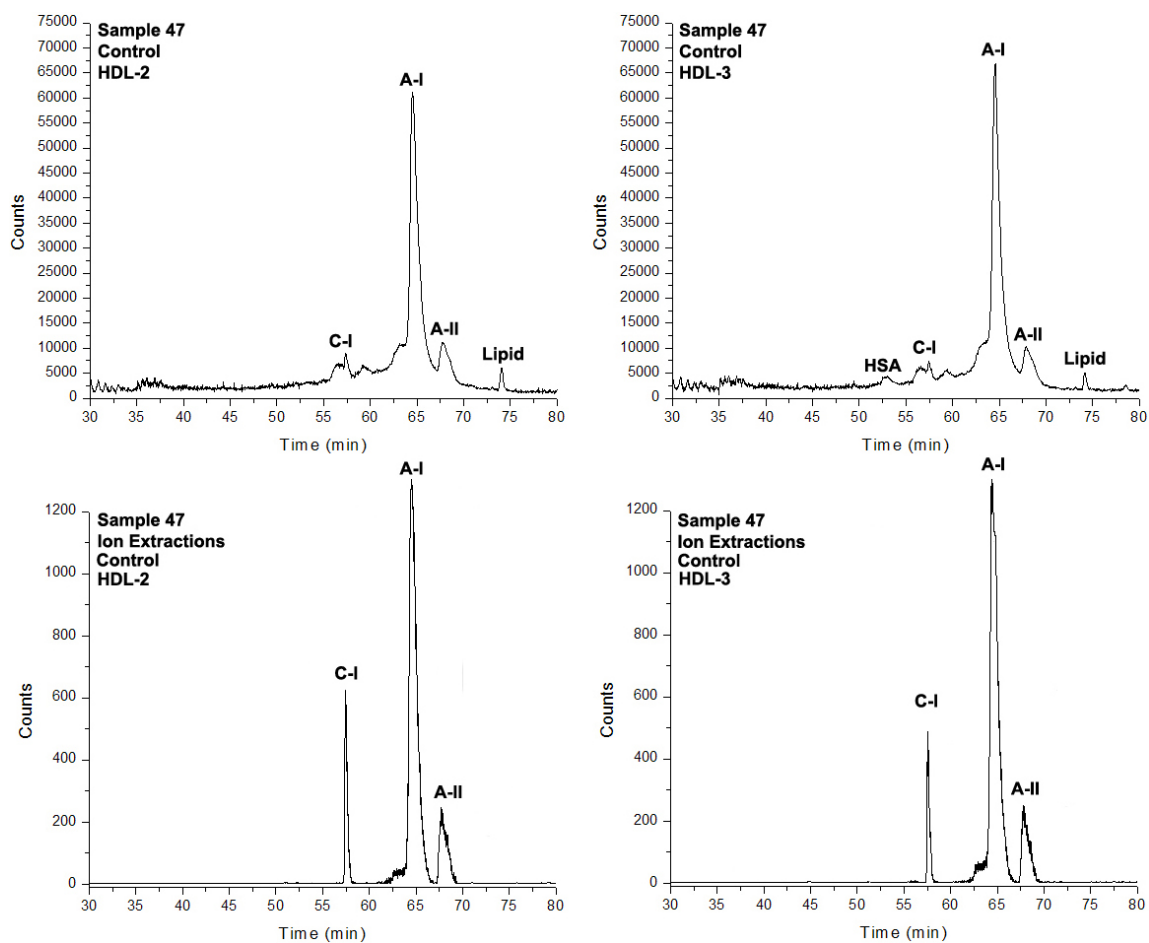 Sample 47
Control
HDL-2
A-I
C-I
A-II
Lipid
75000
70000
65000
60000
55000
50000
45000
40000
35000
30000
25000
20000
15000
10000
5000
0
Counts
30 35 40 45 50 55 60 65 70 75 80
Time (min)
Sample 47
Control
HDL-3
A-I
HSA
C-I
A-II
Lipid
75000
70000
65000
60000
55000
50000
45000
40000
35000
30000
25000
20000
15000
10000
5000
0
Counts
30 35 40 45 50 55 60 65 70 75 80
Time (min)
Sample 47
Ion Extractions
Control
HDL-2
A-I
C-I
A-II
1200
1000
800
600
400
200
0
Counts
30 35 40 45 50 55 60 65 70 75 80
Time (min)
Sample 47
Ion Extractions
Control
HDL-3
A-I
C-I
A-II
1200
1000
800
600
400
200
0
Counts
30 35 40 45 50 55 60 65 70 75 80
Time (min)